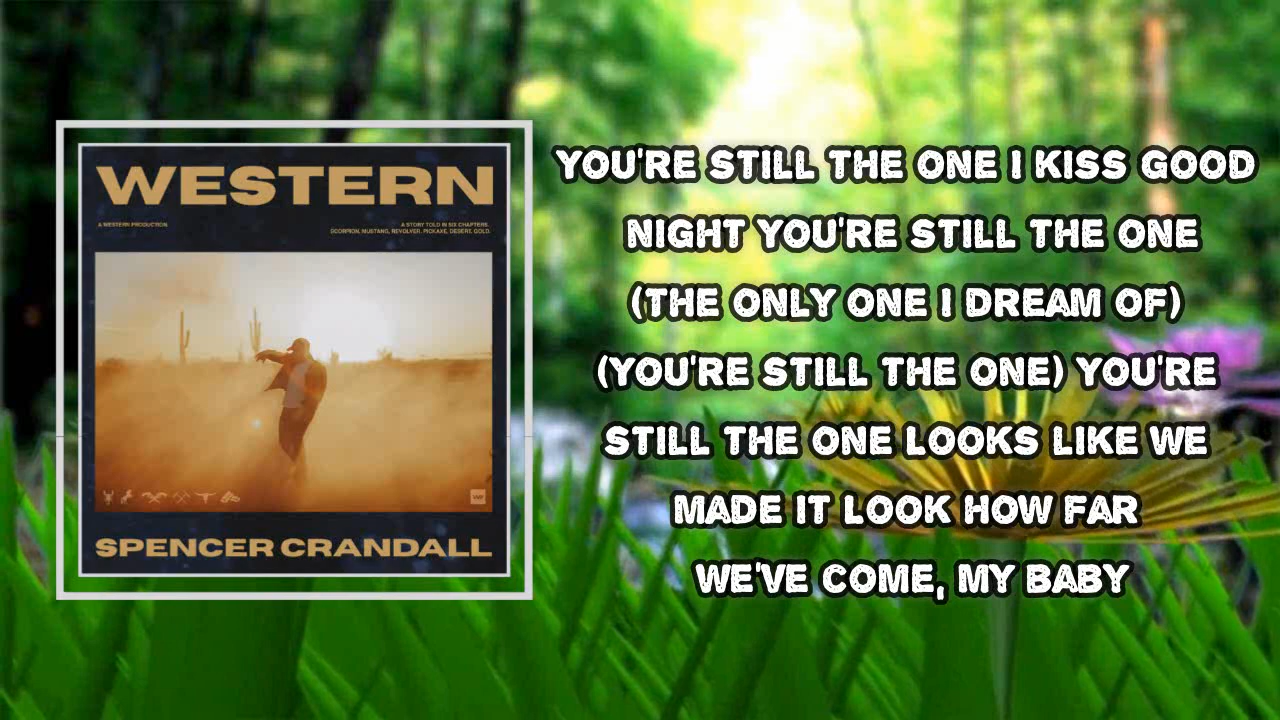 WESTERN
A WESTERN PRODUCTION
A STORY TOLD IN SIX CHAPTERS.
SCORPION, MUSTANG, REVOLVER, PICKAXE, DESERT, GOLD.
SPENCER CRANDALL
YOU'RE STILL THE ONE I KISS GOOD
NIGHT YOU'RE STILL THE ONE
(THE ONLY ONE I DREAM OF)
(YOU'RE STILL THE ONE) YOU'RE
STILL THE ONE LOOKS LIKE WE
MADE IT LOOK HOW FAR
WE'VE COME, MY BABY